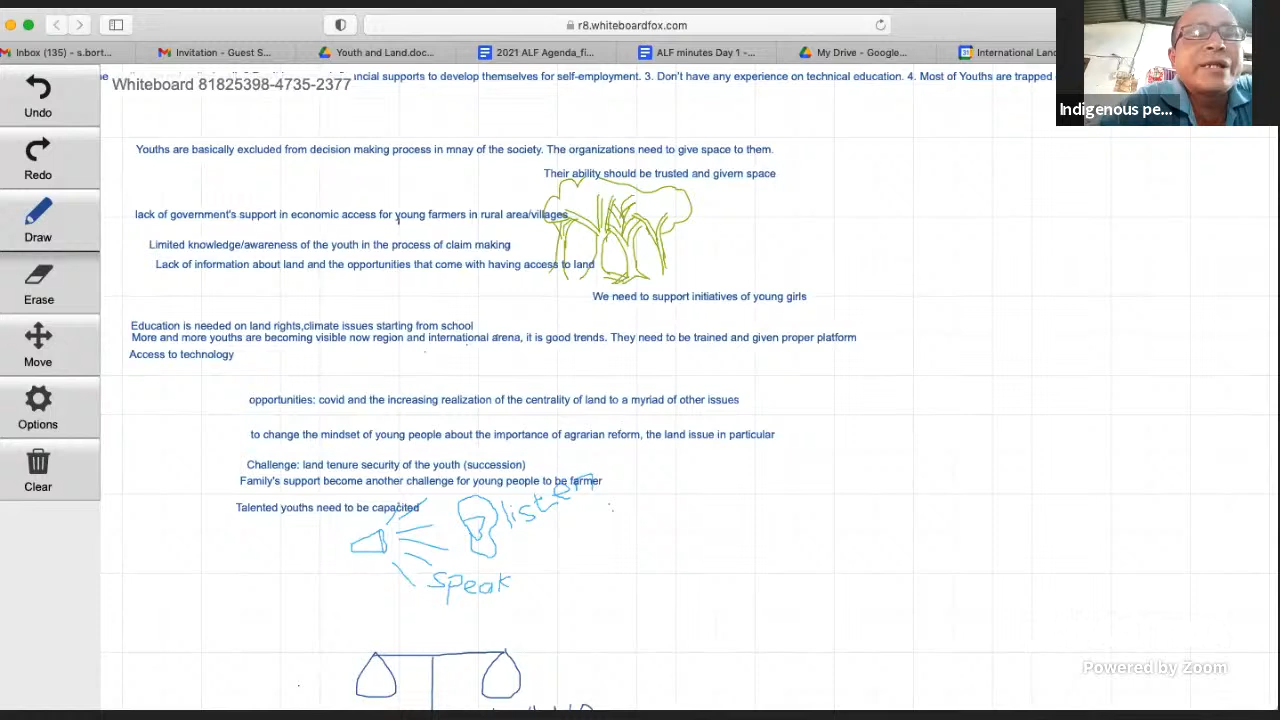 r8.whiteboardfox.com
Inbox (135) - s.bort...
Invitation - Guest S...
Youth and Land.doc...
2021 ALF Agenda_fi...
ALF minutes Day 1 -...
My Drive - Google...
International Lan
ncial supports to develop themselves for self-employment. 3. Don't have any experience on technical education. 4. Most of Youths are trapped
Whiteboard 81825398-4735-2377
Indigenous pe...
Undo
Redo
Draw
Erase
Move
Options
Clear
Youths are basically excluded from decision making process in mnay of the society. The organizations need to give space to them.
Their ability should be trusted and givern space
lack of government's support in economic access for young farmers in rural area/villages
Limited knowledge/awareness of the youth in the process of claim making
Lack of information about land and the opportunities that come with having access to land
We need to support initiatives of young girls
Education is needed on land rights,climate issues starting from school
More and more youths are becoming visible now region and international arena, it is good trends. They need to be trained and given proper platform
Access to technology
opportunities: covid and the increasing realization of the centrality of land to a myriad of other issues
to change the mindset of young people about the importance of agrarian reform, the land issue in particular
Challenge: land tenure security of the youth (succession)
Family's support become another challenge for young people to be farmer
Talented youths need to be capacited
listen
speak
Powered by Zoom